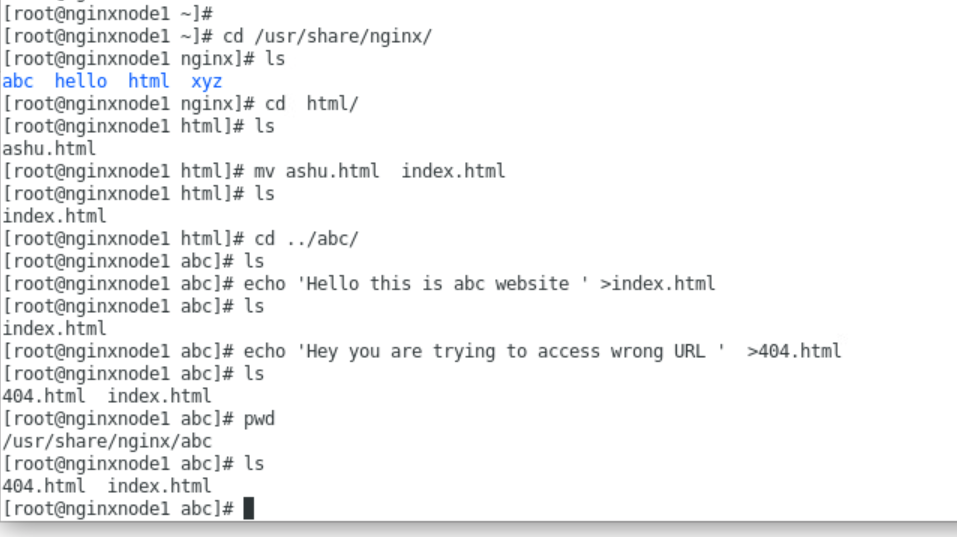 [root@nginxnode1 ~]#
[root@nginxnode1 ~]# cd /usr/share/nginx/
[root@nginxnode1 nginx]# ls
abc  hello  html  xyz
[root@nginxnode1 nginx]# cd  html/
[root@nginxnode1 html]# ls
ashu.html
[root@nginxnode1 html]# mv ashu.html  index.html
[root@nginxnode1 html]# ls
index.html
[root@nginxnode1 html]# cd ../abc/
[root@nginxnode1 abc]# ls
[root@nginxnode1 abc]# echo 'Hello this is abc website ' >index.html
[root@nginxnode1 abc]# ls
index.html
[root@nginxnode1 abc]# echo 'Hey you are trying to access wrong URL '  >404.html
[root@nginxnode1 abc]# ls
404.html  index.html
[root@nginxnode1 abc]# pwd
/usr/share/nginx/abc
[root@nginxnode1 abc]# ls
404.html  index.html
[root@nginxnode1 abc]#